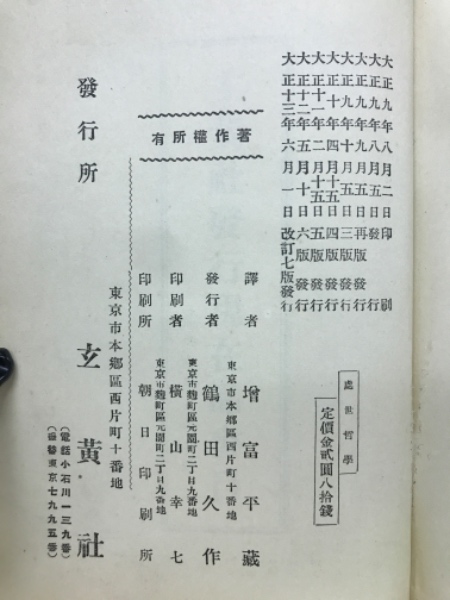 大正九年八月二日印刷
大正九年八月五日發行
大正九年九月五日再版發行
大正九年十月五日三版發行
大正十年四月十五日四版發行
大正十一年二月十五日五版發行
大正十二年五月十日六版發行
大正十三年六月一日改訂七版發行
處世哲學
定價金貳圓八拾錢
著作權所有
譯者 增富平藏
東京市本鄉區西片町十番地
發行者 鶴田久作
東京市麴町區元園町二丁目九番地
印刷者 橫山幸七
東京市麴町區元園町二丁目九番地
印刷所 朝日印刷所
東京市本鄉區西片町十番地
發行所 玄黃社
(電話小石川一三九番)
(振替東京七九九五番)